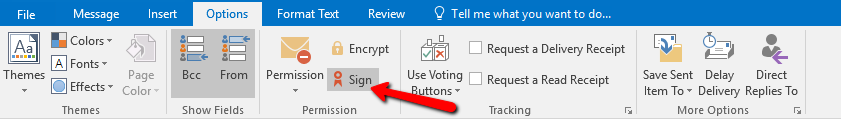 File Message Insert Options Format Text Review Tell me what you want to do...
Aa
Themes
Colors
Fonts
Effects
Page
Color
Themes
Bcc
From
Show Fields
Permission
Encrypt
Sign
Permission
Use Voting
Buttons
Request a Delivery Receipt
Request a Read Receipt
Tracking
Save Sent
Item To
Delay
Delivery
Direct
Replies To
More Options